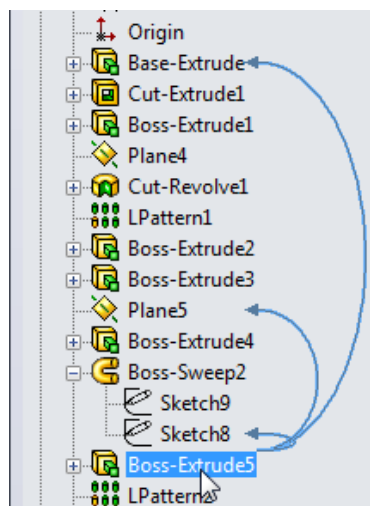 Origin
Base-Extrude
Cut-Extrude1
Boss-Extrude1
Plane4
Cut-Revolve1
LPattern1
Boss-Extrude2
Boss-Extrude3
Plane5
Boss-Extrude4
Boss-Sweep2
Sketch9
Sketch8
Boss-Extrude5